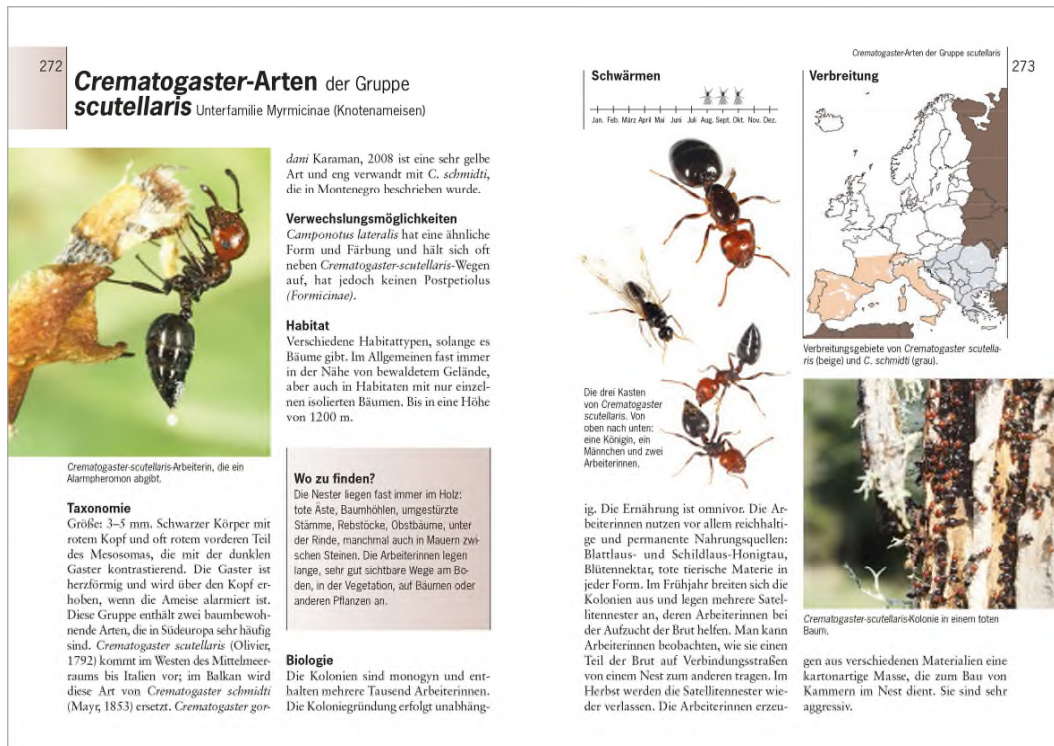 272
Crematogaster-Arten der Gruppe
scutellaris Unterfamilie Myrmicinae (Knotenameisen)
Crematogaster-scutellaris-Arbeiterin, die ein
Alarmpheromon abgibt.
Taxonomie
Größe: 3–5 mm. Schwarzer Körper mit
rotem Kopf und oft rotem vorderen Teil
des Mesosomas, die mit der dunklen
Gaster kontrastierend. Die Gaster ist
herzförmig und wird über den Kopf er-
hoben, wenn die Ameise alarmiert ist.
Diese Gruppe enthält zwei baumbewoh-
nende Arten, die in Südeuropa sehr häufig
sind. Crematogaster scutellaris (Olivier,
1792) kommt im Westen des Mittelmeer-
raums bis Italien vor; im Balkan wird
diese Art von Crematogaster schmidti
(Mayr, 1853) ersetzt. Crematogaster gor-
dani Karaman, 2008 ist eine sehr gelbe
Art und eng verwandt mit C. schmidti,
die in Montenegro beschrieben wurde.
Verwechslungsmöglichkeiten
Camponotus lateralis hat eine ähnliche
Form und Färbung und hält sich oft
neben Crematogaster-scutellaris-Wegen
auf, hat jedoch keinen Postpetiolus
(Formicinae).
Habitat
Verschiedene Habitattypen, solange es
Bäume gibt. Im Allgemeinen fast immer
in der Nähe von bewaldetem Gelände,
aber auch in Habitaten mit nur einzel-
nen isolierten Bäumen. Bis in eine Höhe
von 1200 m.
Wo zu finden?
Die Nester liegen fast immer im Holz:
tote Äste, Baumhöhlen, umgestürzte
Stämme, Rebstöcke, Obstbäume, unter
der Rinde, manchmal auch in Mauern zwi-
schen Steinen. Die Arbeiterinnen legen
lange, sehr gut sichtbare Wege am Bo-
den, in der Vegetation, auf Bäumen oder
anderen Pflanzen an.
Biologie
Die Kolonien sind monogyn und ent-
halten mehrere Tausend Arbeiterinnen.
Die Koloniegründung erfolgt unabhäng-
Crematogaster-Arten der Gruppe scutellaris
273
Schwärmen
Jan. Feb. März April Mai Juni Juli Aug. Sept. Okt. Nov. Dez.
Die drei Kasten
von Crematogaster
scutellaris. Von
oben nach unten:
eine Königin, ein
Männchen und zwei
Arbeiterinnen.
ig. Die Ernährung ist omnivor. Die Ar-
beiterinnen nutzen vor allem reichhalti-
ge und permanente Nahrungsquellen:
Blattlaus- und Schildlaus-Honigtau,
Blütennektar, tote tierische Materie in
jeder Form. Im Frühjahr breiten sich die
Kolonien aus und legen mehrere Satel-
litennester an, deren Arbeiterinnen bei
der Aufzucht der Brut helfen. Man kann
Arbeiterinnen beobachten, wie sie einen
Teil der Brut auf Verbindungsstraßen
von einem Nest zum anderen tragen. Im
Herbst werden die Satellitennester wie-
der verlassen. Die Arbeiterinnen erzeu-
Verbreitung
Verbreitungsgebiete von Crematogaster scutella-
ris (beige) und C. schmidti (grau).
Crematogaster-scutellaris-Kolonie in einem toten
Baum.
gen aus verschiedenen Materialien eine
kartonartige Masse, die zum Bau von
Kammern im Nest dient. Sie sind sehr
aggressiv.